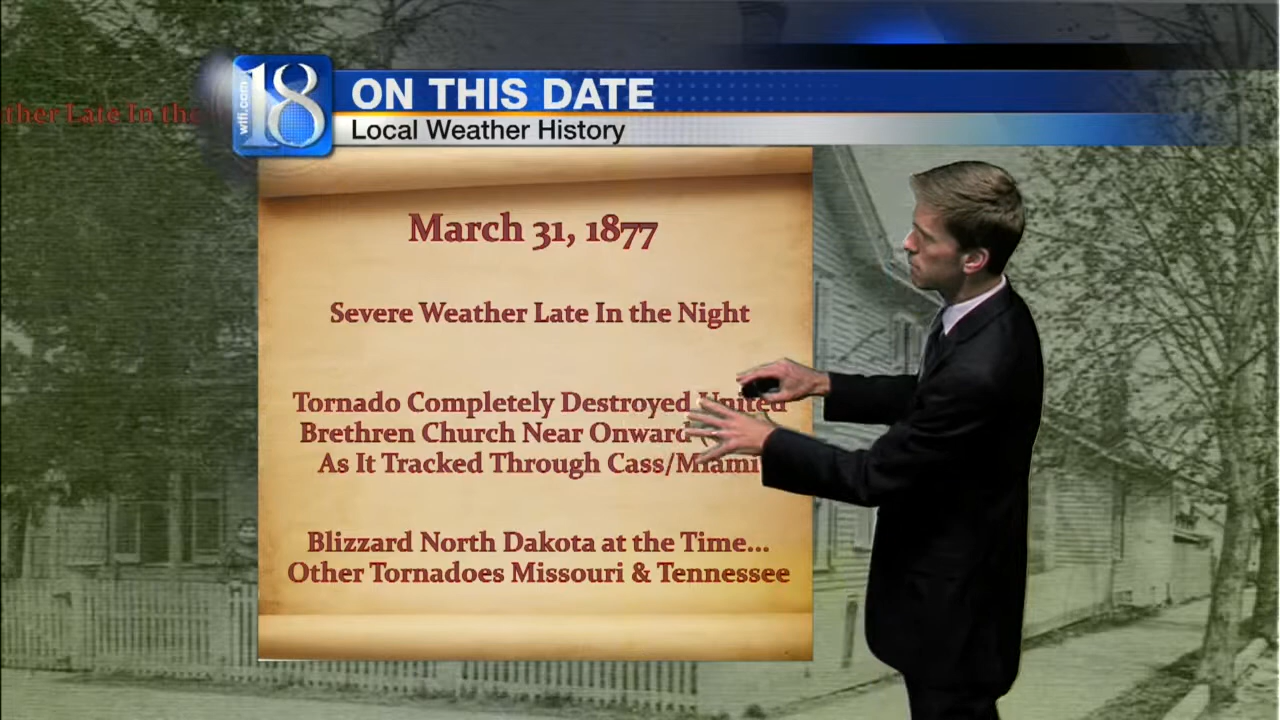 ON THIS DATE
18
wlfi.com
Local Weather History
ther Late In the
March 31, 1877
Severe Weather Late In the Night
Tornado Completely Destroyed United
Brethren Church Near Onward
As It Tracked Through Cass/Miami
Blizzard North Dakota at the Time...
Other Tornadoes Missouri & Tennessee